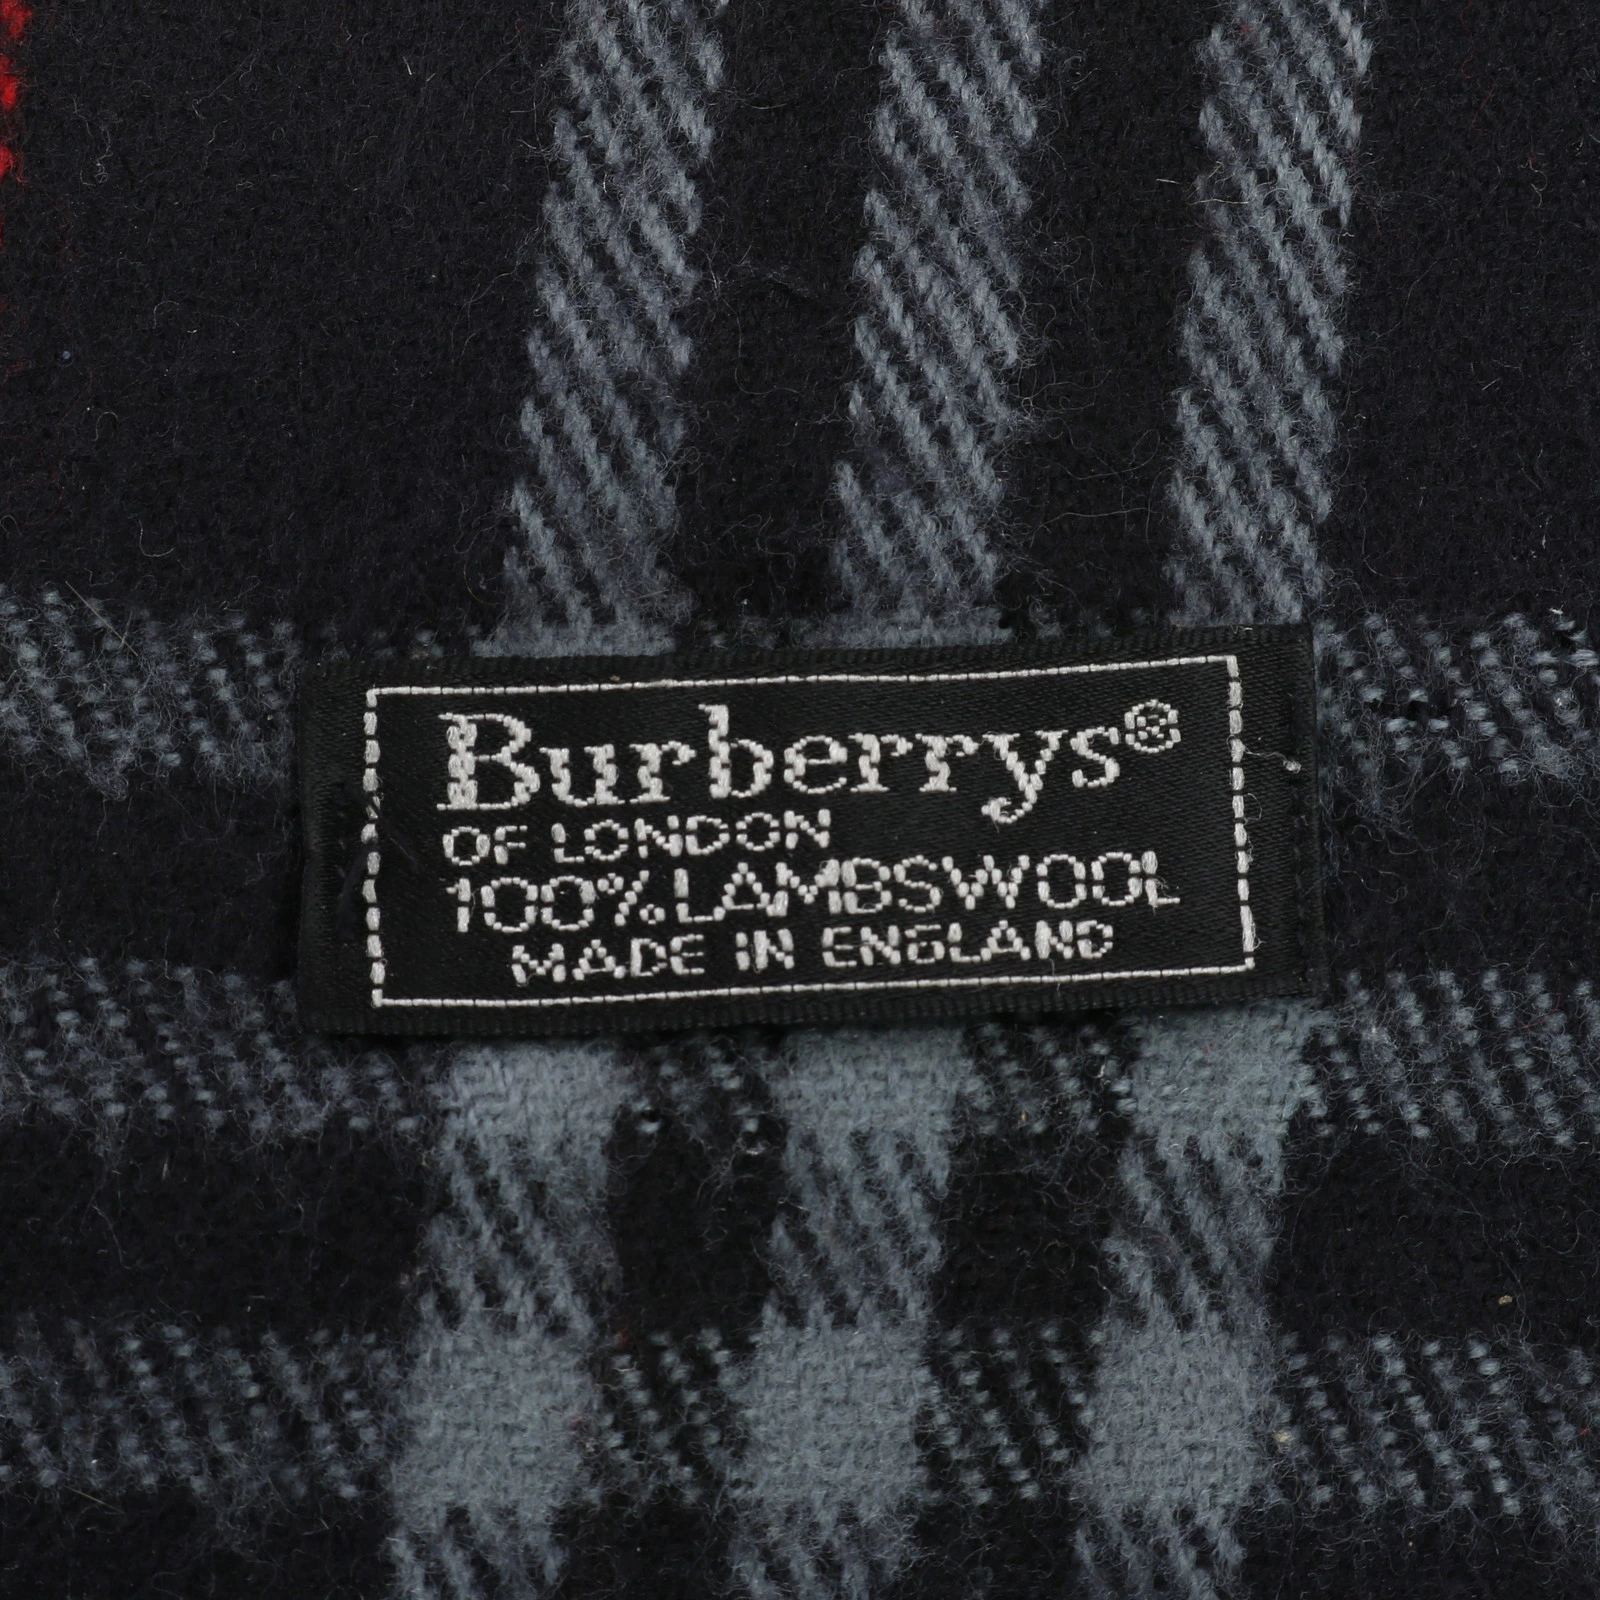 Burberrys®
OF LONDON
100% LAMBSWOOL
MADE IN ENGLAND